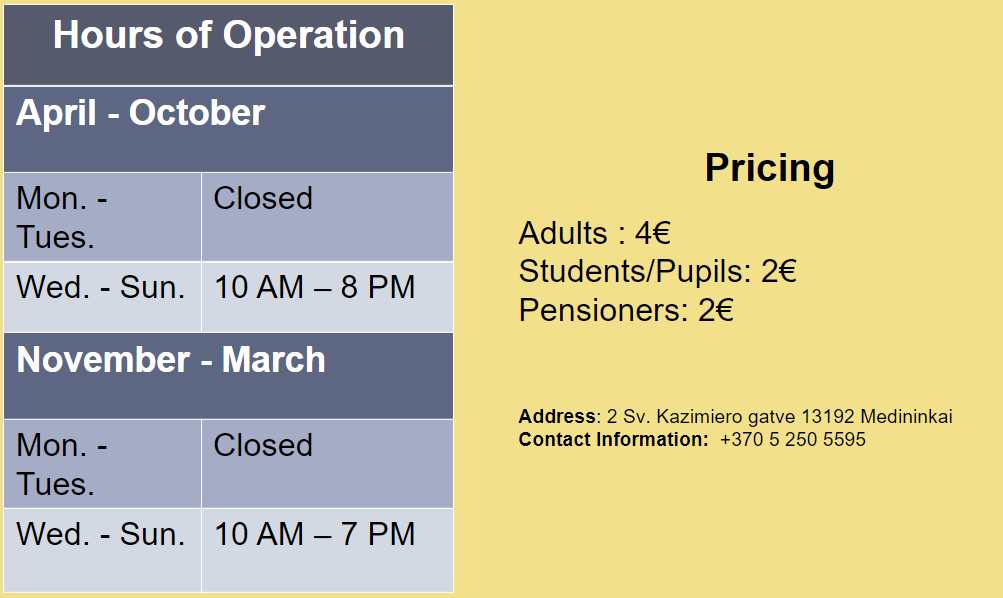 Hours of Operation
April - October
Mon. -
Tues.
Closed
Wed. - Sun.
10 AM – 8 PM
November - March
Mon. -
Tues.
Closed
Wed. - Sun.
10 AM – 7 PM
Pricing
Adults : 4€
Students/Pupils: 2€
Pensioners: 2€
Address: 2 Sv. Kazimiero gatve 13192 Medininkai
Contact Information: +370 5 250 5595